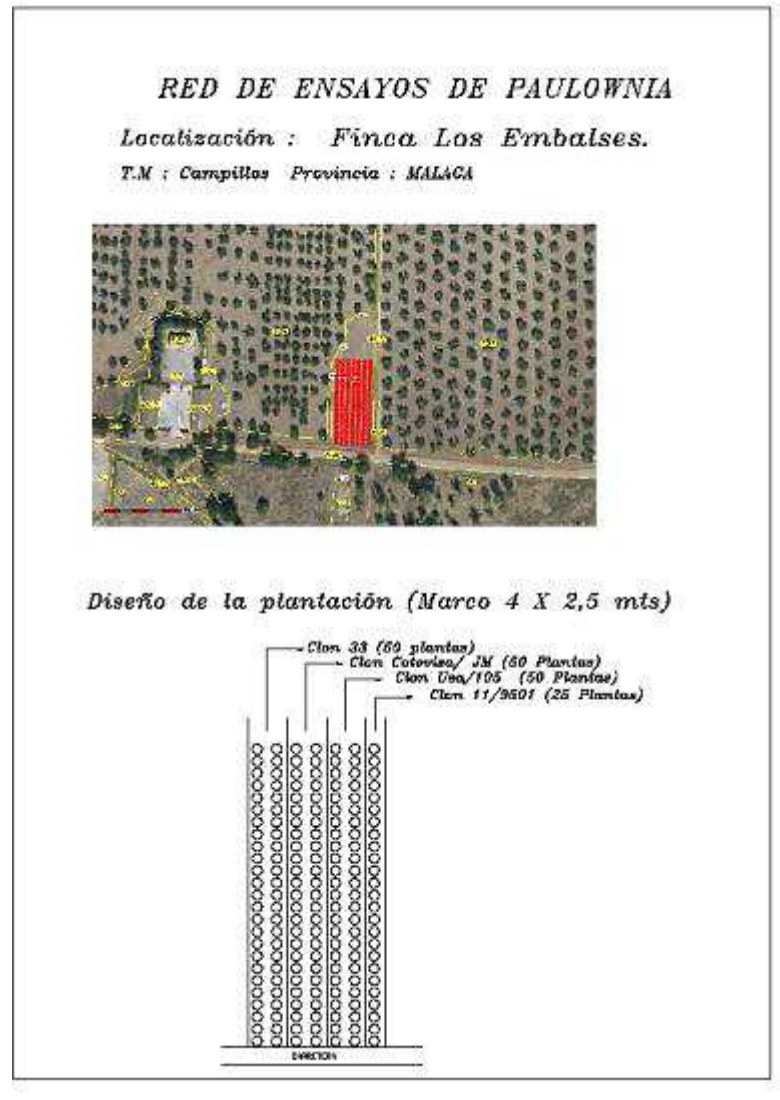 RED DE ENSAYOS DE PAULOWNIA
Localización : Finca Los Embalses.
T.M : Campillos Provincia : MALAGA
Diseño de la plantación (Marco 4 X 2,5 mts)
Clon 33 (50 plantas)
Clon Cotevisa/ JM (50 Plantas)
Clon Usa/105 (50 Plantas)
Clon 11/9501 (25 Plantas)
CARRETERA